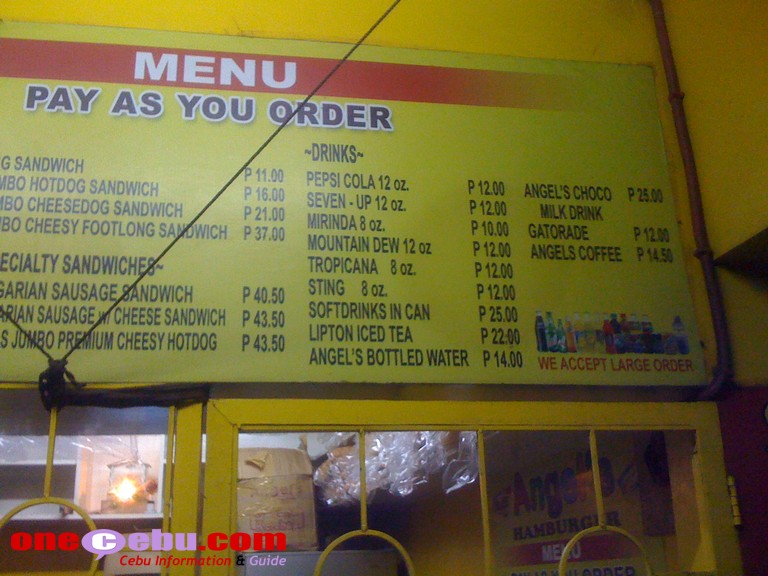 MENU
PAY AS YOU ORDER
G SANDWICH P 11.00
MBO HOTDOG SANDWICH P 16.00
MBO CHEESEDOG SANDWICH P 21.00
MBO CHEESY FOOTLONG SANDWICH P 37.00
ECIALTY SANDWICHES~
GARIAN SAUSAGE SANDWICH P 40.50
ARIAN SAUSAGE w/ CHEESE SANDWICH P 43.50
S JUMBO PREMIUM CHEESY HOTDOG P 43.50
~DRINKS~
PEPSI COLA 12 oz. P 12.00
SEVEN - UP 12 oz. P 12.00
MIRINDA 8 oz. P 10.00
MOUNTAIN DEW 12 oz P 12.00
TROPICANA 8 oz. P 12.00
STING 8 oz. P 12.00
SOFTDRINKS IN CAN P 25.00
LIPTON ICED TEA P 22.00
ANGEL'S BOTTLED WATER P 14.00
ANGEL'S CHOCO P 25.00
MILK DRINK
GATORADE P 12.00
ANGELS COFFEE P 14.50
WE ACCEPT LARGE ORDER
Angel's
HAMBURGER
MENU
ORDER
onecebu.com
Cebu Information & Guide